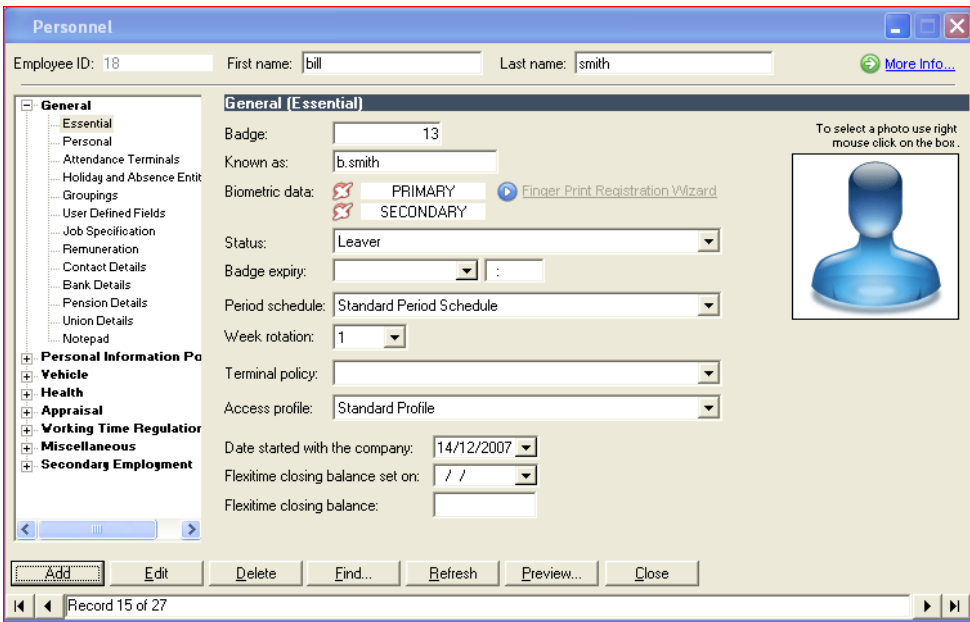 Personnel
Employee ID: 18 First name: bill Last name: smith More Info...
General
Essential
Personal
Attendance Terminals
Holiday and Absence Entit
Groupings
User Defined Fields
Job Specification
Remuneration
Contact Details
Bank Details
Pension Details
Union Details
Notepad
Personal Information Po
Vehicle
Health
Appraisal
Working Time Regulation
Miscellaneous
Secondary Employment
General (Essential)
Badge: 13
Known as: b.smith
Biometric data: PRIMARY Finger Print Registration Wizard
SECONDARY
Status: Leaver
Badge expiry: :
Period schedule: Standard Period Schedule
Week rotation: 1
Terminal policy:
Access profile: Standard Profile
Date started with the company: 14/12/2007
Flexitime closing balance set on: / /
Flexitime closing balance:
To select a photo use right
mouse click on the box.
Add Edit Delete Find... Refresh Preview... Close
Record 15 of 27